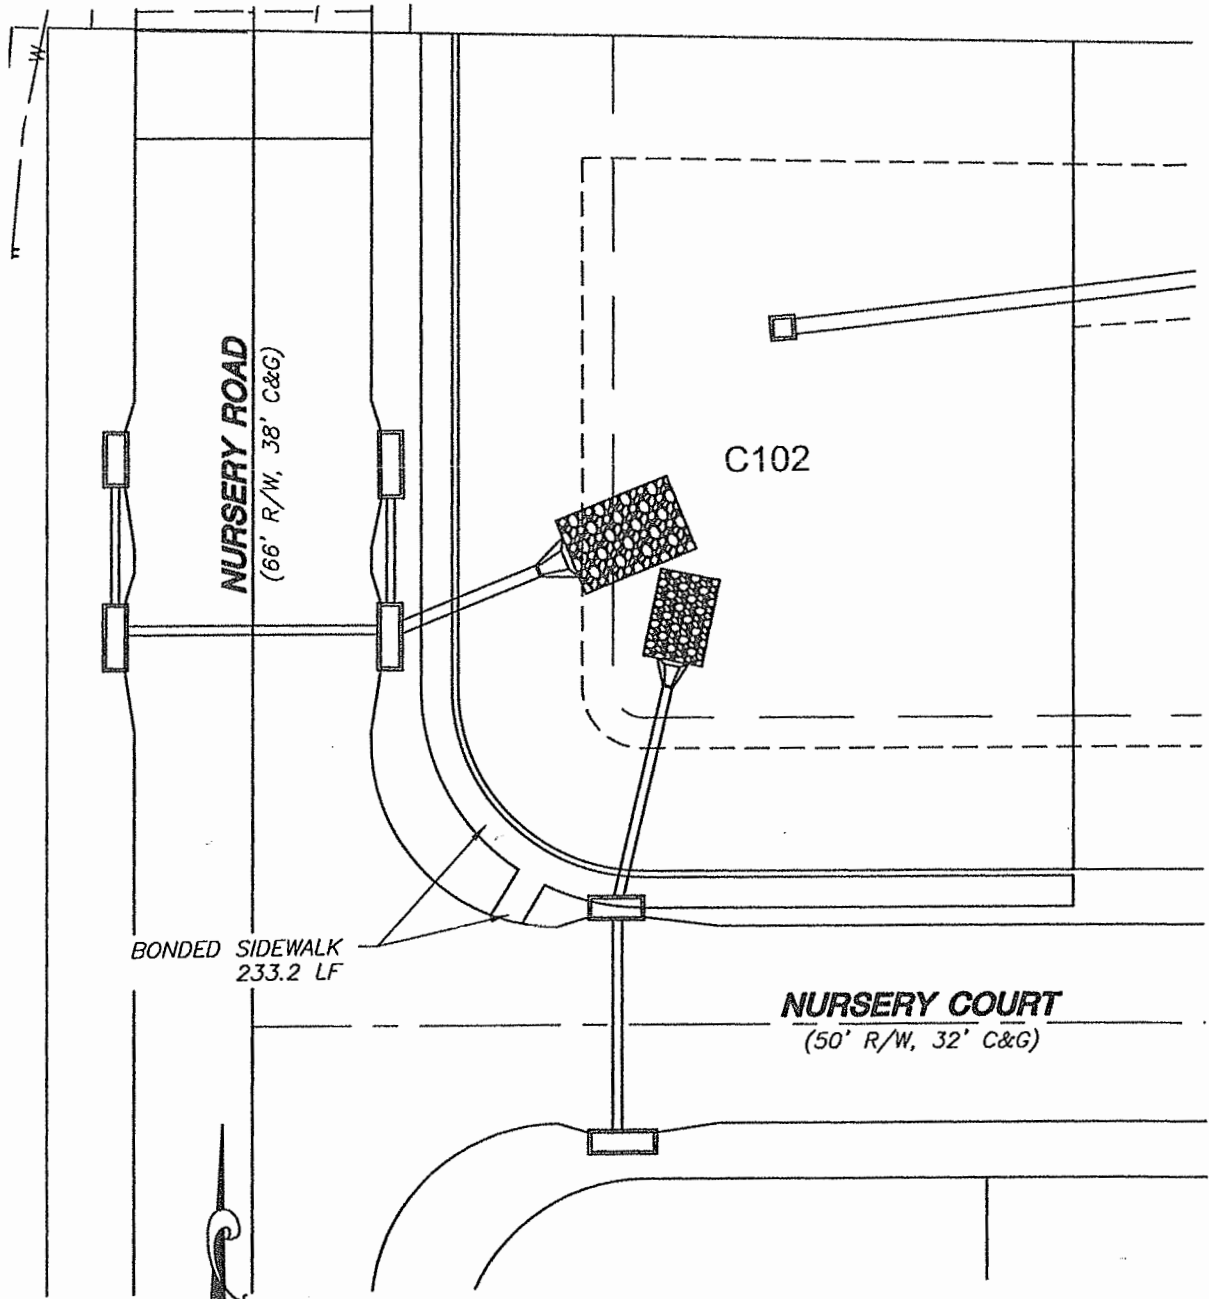 W
NURSERY ROAD
(66' R/W, 38' C&G)
C102
BONDED SIDEWALK
233.2 LF
NURSERY COURT
(50' R/W, 32' C&G)